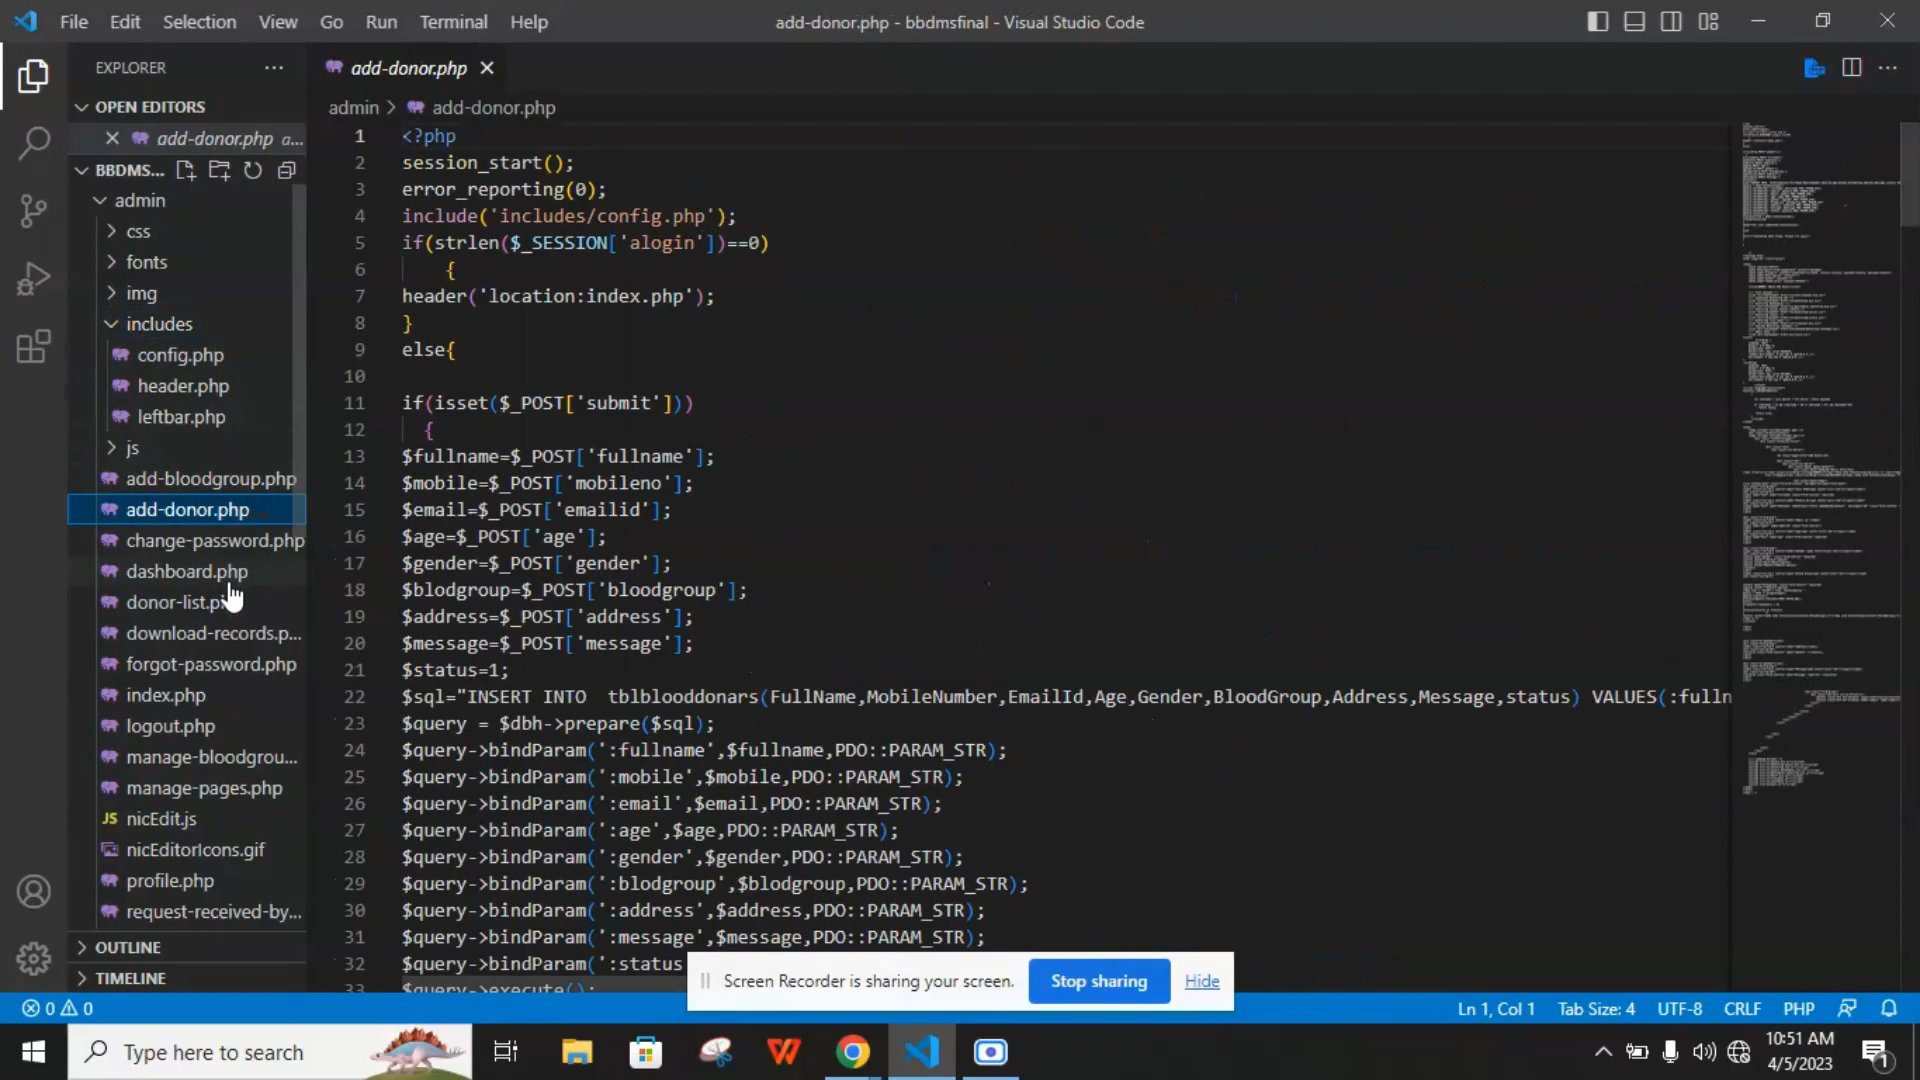 File Edit Selection View Go Run Terminal Help
add-donor.php - bbdmsfinal - Visual Studio Code
EXPLORER
OPEN EDITORS
add-donor.php a...
BBDMS...
admin
css
fonts
img
includes
config.php
header.php
leftbar.php
js
add-bloodgroup.php
add-donor.php
change-password.php
dashboard.php
donor-list.p
download-records.p...
forgot-password.php
index.php
logout.php
manage-bloodgrou...
manage-pages.php
JS nicEdit.js
nicEditorIcons.gif
profile.php
request-received-by...
OUTLINE
TIMELINE
add-donor.php
admin > add-donor.php
1 <?php
2 session_start();
3 error_reporting(0);
4 include('includes/config.php');
5 if(strlen($_SESSION['alogin'])==0)
6 {
7 header('location:index.php');
8 }
9 else{
10
11 if(isset($_POST['submit']))
12 {
13 $fullname=$_POST['fullname'];
14 $mobile=$_POST['mobileno'];
15 $email=$_POST['emailid'];
16 $age=$_POST['age'];
17 $gender=$_POST['gender'];
18 $blodgroup=$_POST['bloodgroup'];
19 $address=$_POST['address'];
20 $message=$_POST['message'];
21 $status=1;
22 $sql="INSERT INTO tblblooddonars(FullName,MobileNumber,EmailId,Age,Gender,BloodGroup,Address,Message,status) VALUES(:fulln
23 $query = $dbh->prepare($sql);
24 $query->bindParam(':fullname',$fullname,PDO::PARAM_STR);
25 $query->bindParam(':mobile',$mobile,PDO::PARAM_STR);
26 $query->bindParam(':email',$email,PDO::PARAM_STR);
27 $query->bindParam(':age',$age,PDO::PARAM_STR);
28 $query->bindParam(':gender',$gender,PDO::PARAM_STR);
29 $query->bindParam(':blodgroup',$blodgroup,PDO::PARAM_STR);
30 $query->bindParam(':address',$address,PDO::PARAM_STR);
31 $query->bindParam(':message',$message,PDO::PARAM_STR);
32 $query->bindParam(':status
33 $query->execute();
Screen Recorder is sharing your screen. Stop sharing Hide
0 0 Ln 1, Col 1 Tab Size: 4 UTF-8 CRLF PHP
Type here to search
10:51 AM
4/5/2023
1